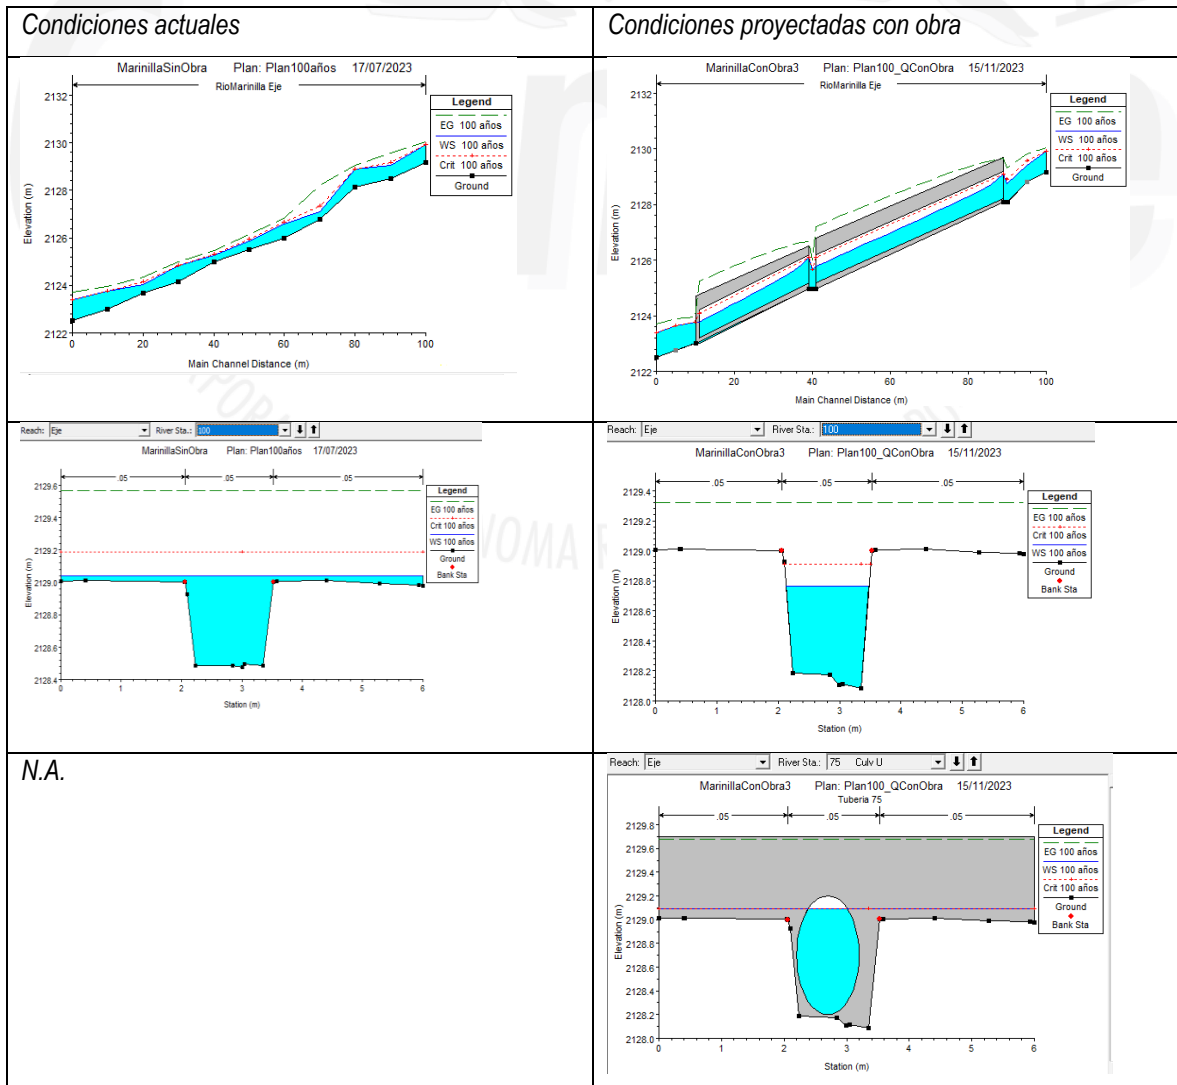 Condiciones actuales
Condiciones proyectadas con obra
MarinillaSinObra Plan: Plan100años 17/07/2023
RioMarinilla Eje
Legend
EG 100 años
WS 100 años
Crit 100 años
Ground
2132
2130
2128
2126
2124
2122
0 20 40 60 80 100
Elevation (m)
Main Channel Distance (m)
MarinillaConObra3 Plan: Plan100_QConObra 15/11/2023
RioMarinilla Eje
Legend
EG 100 años
WS 100 años
Crit 100 años
Ground
2132
2130
2128
2126
2124
2122
0 20 40 60 80 100
Elevation (m)
Main Channel Distance (m)
Reach: Eje River Sta.: 100
MarinillaSinObra Plan: Plan100años 17/07/2023
.05 .05 .05
Legend
EG 100 años
Crit 100 años
WS 100 años
Ground
Bank Sta
2129.6
2129.4
2129.2
2129.0
2128.8
2128.6
2128.4
0 1 2 3 4 5 6
Elevation (m)
Station (m)
Reach: Eje River Sta.: 100
MarinillaConObra3 Plan: Plan100_QConObra 15/11/2023
.05 .05 .05
Legend
EG 100 años
Crit 100 años
WS 100 años
Ground
Bank Sta
2129.4
2129.2
2129.0
2128.8
2128.6
2128.4
2128.2
2128.0
0 1 2 3 4 5 6
Elevation (m)
Station (m)
N.A.
Reach: Eje River Sta.: 75 Culv U
MarinillaConObra3 Plan: Plan100_QConObra 15/11/2023
Tuberia 75
.05 .05 .05
Legend
EG 100 años
WS 100 años
Crit 100 años
Ground
Bank Sta
2129.8
2129.6
2129.4
2129.2
2129.0
2128.8
2128.6
2128.4
2128.2
2128.0
0 1 2 3 4 5 6
Elevation (m)
Station (m)